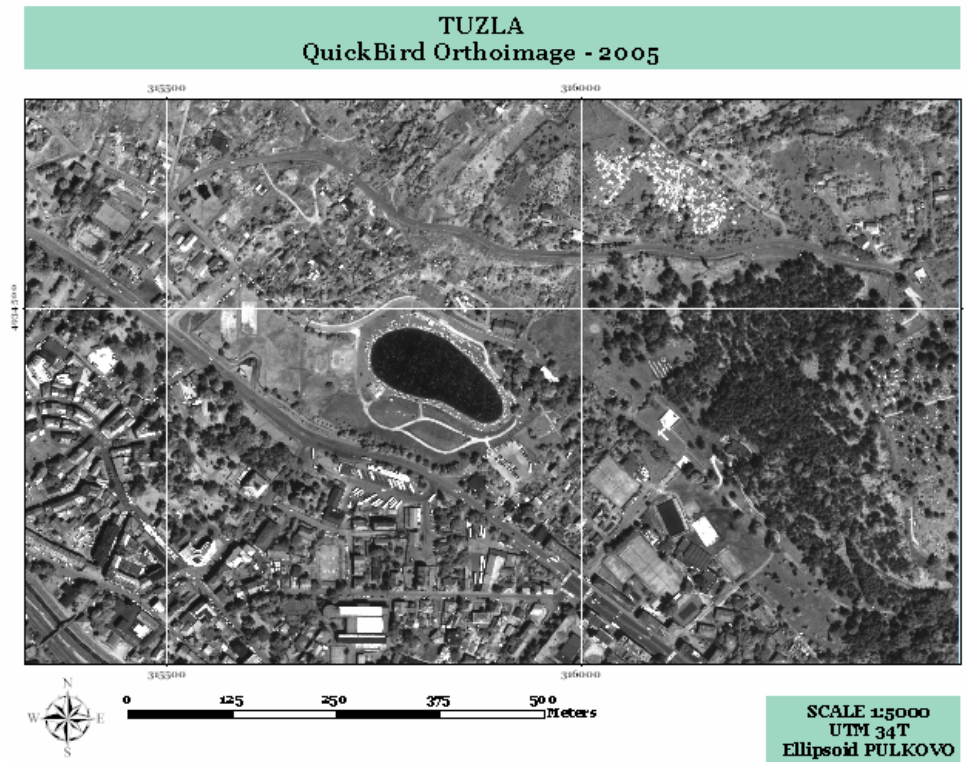 TUZLA
QuickBird Orthoimage - 2005
315500 316000
4934500
315500 316000
N
W E
S
0 125 250 375 500
Meters
SCALE 1:5000
UTM 34T
Ellipsoid PULKOVO